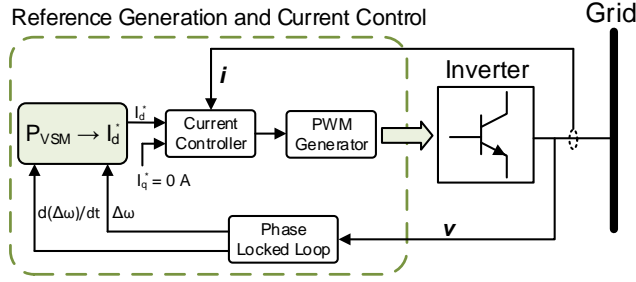 Reference Generation and Current Control
Grid
i
Inverter
P_VSM → I_d^*
I_d^*
Current
Controller
PWM
Generator
I_q^* = 0 A
d(Δω)/dt
Δω
Phase
Locked Loop
v